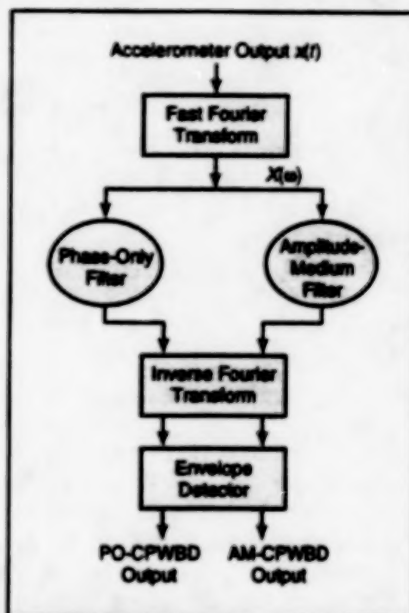 Accelerometer Output x(t)
Fast Fourier
Transform
X(ω)
Phase-Only
Filter
Amplitude-
Medium
Filter
Inverse Fourier
Transform
Envelope
Detector
PO-CPWBD
Output
AM-CPWBD
Output